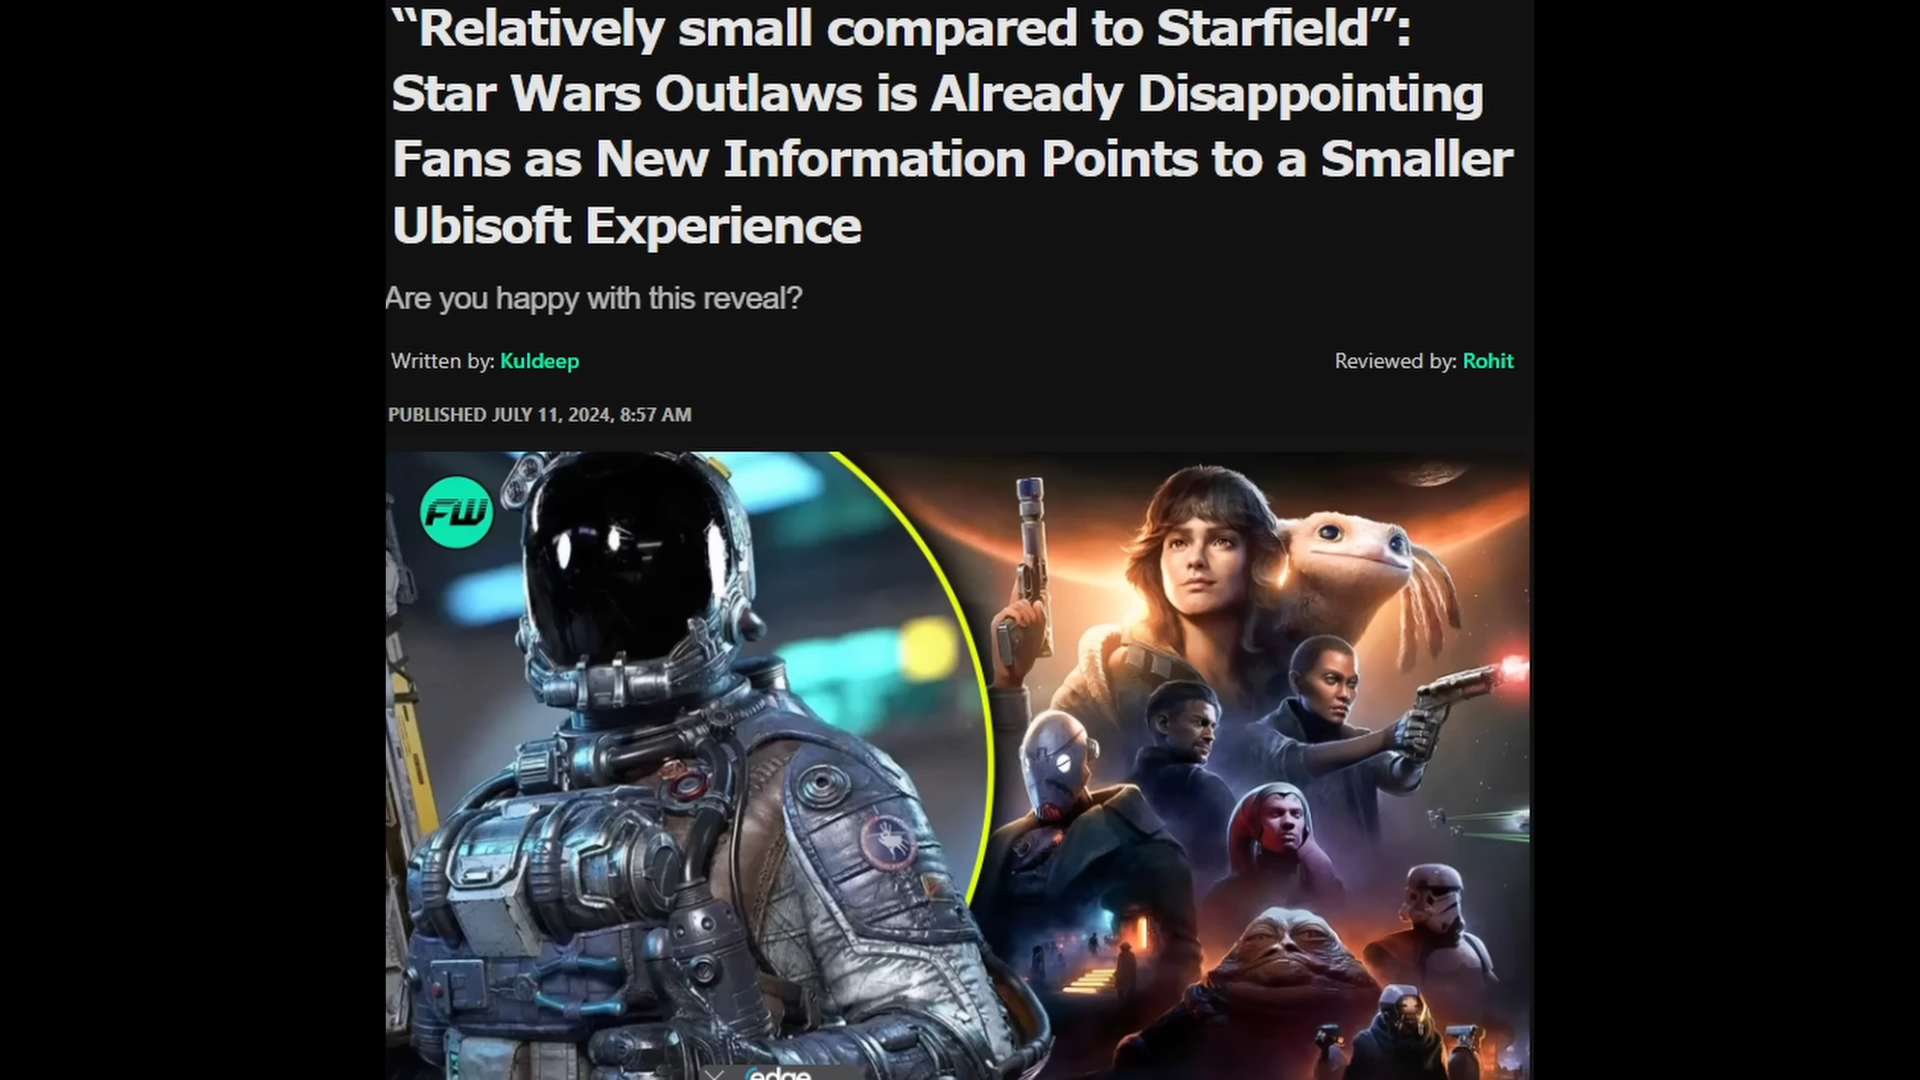 “Relatively small compared to Starfield”:
Star Wars Outlaws is Already Disappointing
Fans as New Information Points to a Smaller
Ubisoft Experience
Are you happy with this reveal?
Written by: Kuldeep
Reviewed by: Rohit
PUBLISHED JULY 11, 2024, 8:57 AM
FW
edge